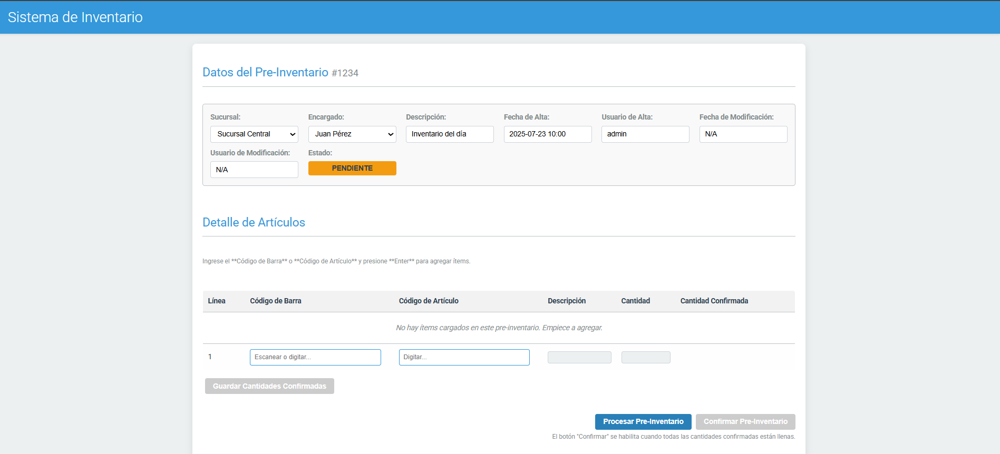 Sistema de Inventario
Datos del Pre-Inventario #1234
Sucursal: Encargado: Descripción: Fecha de Alta: Usuario de Alta: Fecha de Modificación:
Sucursal Central Juan Pérez Inventario del día 2025-07-23 10:00 admin N/A
Usuario de Modificación: Estado:
N/A PENDIENTE
Detalle de Artículos
Ingrese el **Código de Barra** o **Código de Artículo** y presione **Enter** para agregar ítems.
Línea Código de Barra Código de Artículo Descripción Cantidad Cantidad Confirmada
No hay ítems cargados en este pre-inventario. Empiece a agregar.
1 Escanear o digitar... Digitar...
Guardar Cantidades Confirmadas
Procesar Pre-Inventario Confirmar Pre-Inventario
El botón "Confirmar" se habilita cuando todas las cantidades confirmadas están llenas.